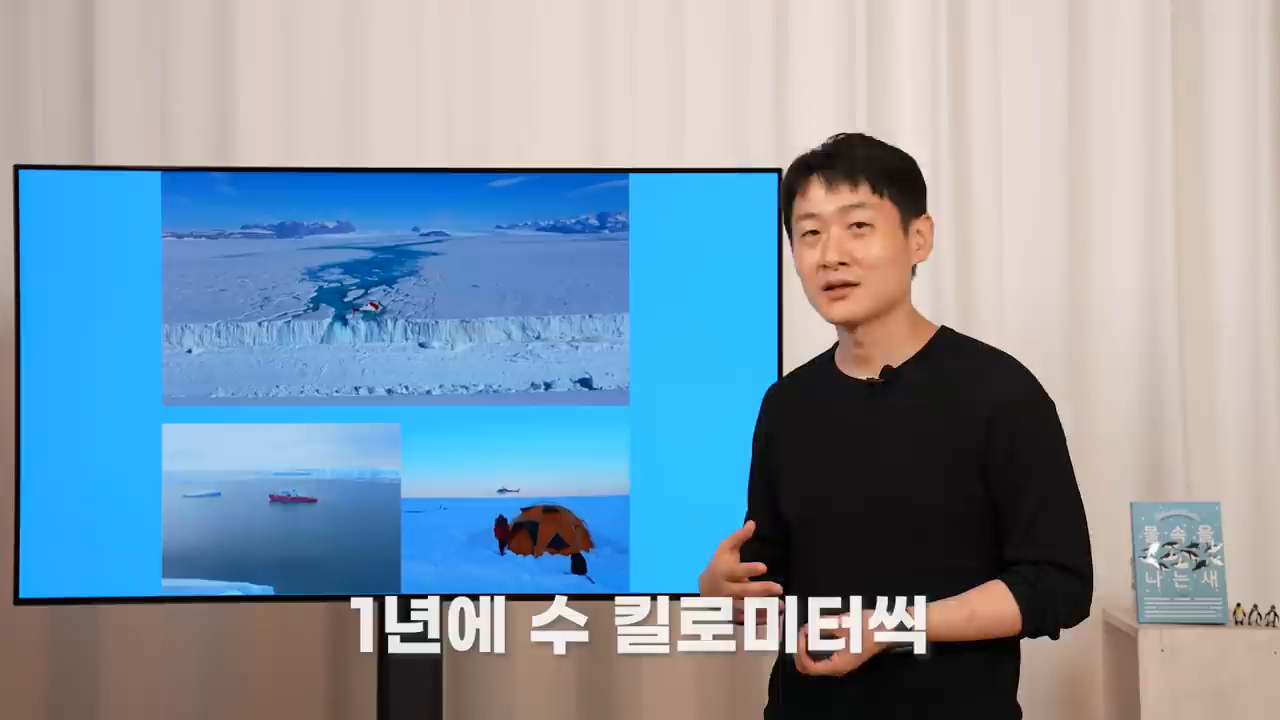 1년에 수 킬로미터씩
물 속 을
나 는 새